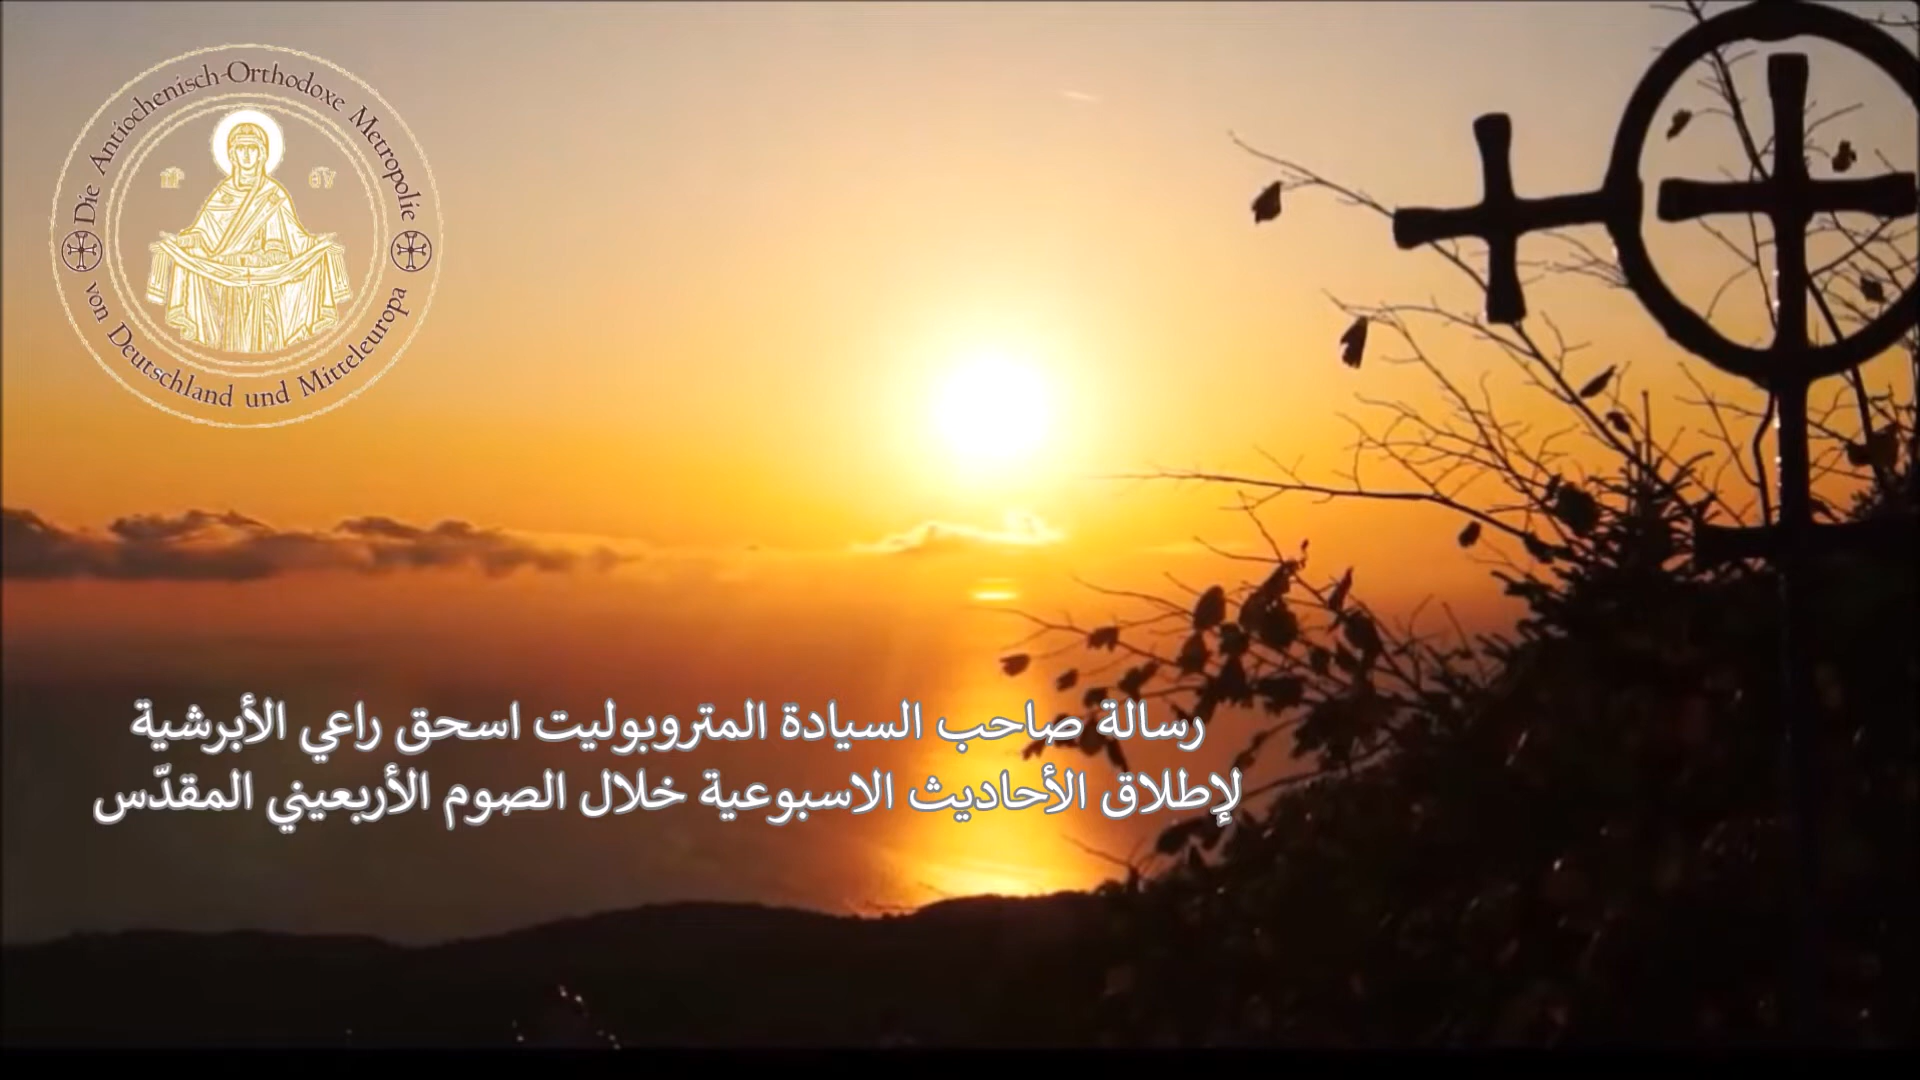 Die Antiochenisch-Orthodoxe Metropolie
von Deutschland und Mitteleuropa
رسالة صاحب السيادة المتروبوليت اسحق راعي الأبرشية
لإطلاق الأحاديث الاسبوعية خلال الصوم الأربعيني المقدّس